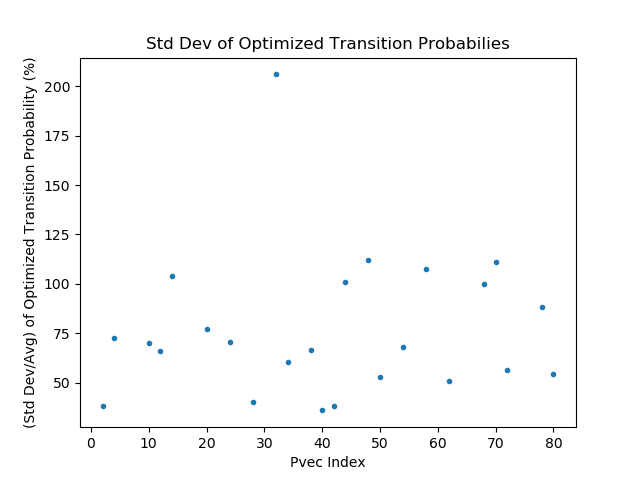 Std Dev of Optimized Transition Probabilies
(Std Dev/Avg) of Optimized Transition Probability (%)
200
175
150
125
100
75
50
0 10 20 30 40 50 60 70 80
Pvec Index